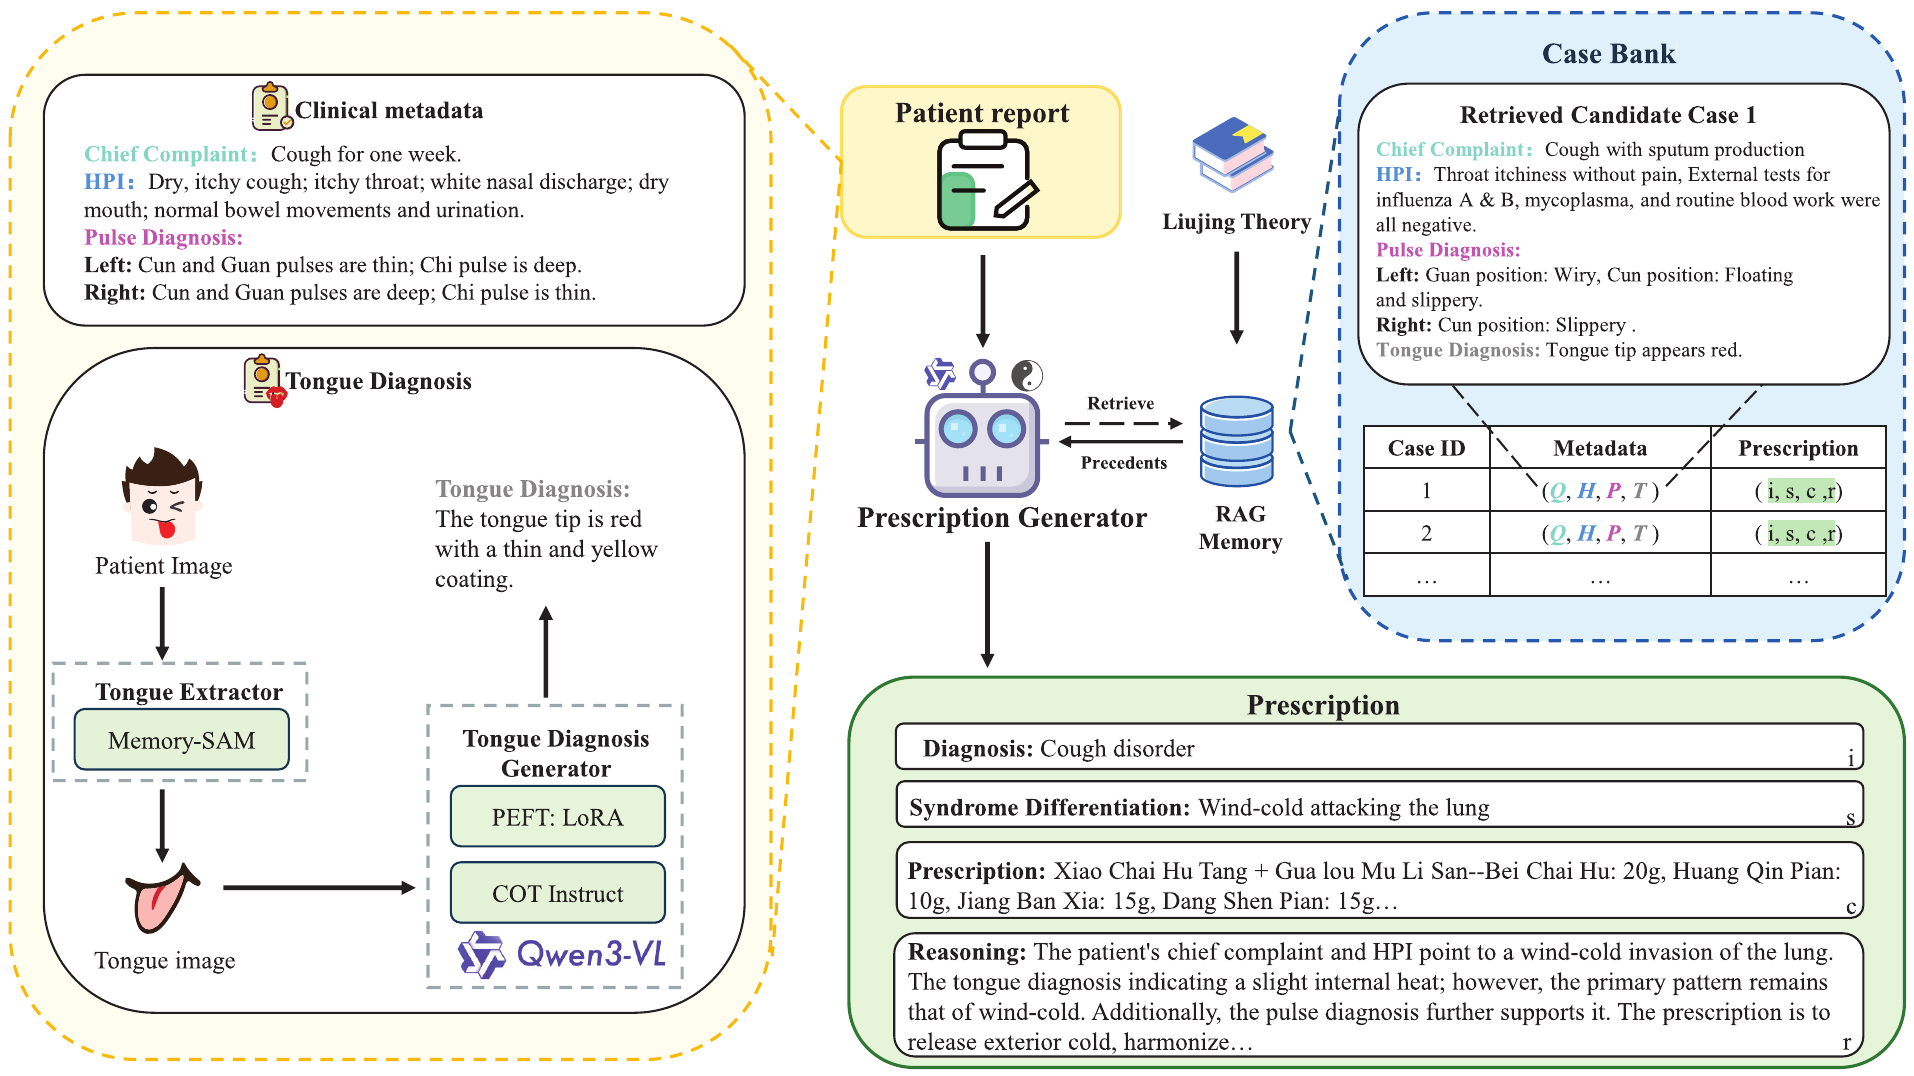 Clinical metadata
Chief Complaint: Cough for one week.
HPI: Dry, itchy cough; itchy throat; white nasal discharge; dry
mouth; normal bowel movements and urination.
Pulse Diagnosis:
Left: Cun and Guan pulses are thin; Chi pulse is deep.
Right: Cun and Guan pulses are deep; Chi pulse is thin.
Tongue Diagnosis
Patient Image
Tongue Diagnosis:
The tongue tip is red
with a thin and yellow
coating.
Tongue Extractor
Memory-SAM
Tongue image
Tongue Diagnosis
Generator
PEFT: LoRA
COT Instruct
Qwen3-VL
Patient report
Liujing Theory
Retrieve
Precedents
Prescription Generator
RAG
Memory
Case Bank
Retrieved Candidate Case 1
Chief Complaint: Cough with sputum production
HPI: Throat itchiness without pain, External tests for
influenza A & B, mycoplasma, and routine blood work were
all negative.
Pulse Diagnosis:
Left: Guan position: Wiry, Cun position: Floating
and slippery.
Right: Cun position: Slippery .
Tongue Diagnosis: Tongue tip appears red.
Case ID Metadata Prescription
1 (Q, H, P, T ) ( i, s, c ,r)
2 (Q, H, P, T ) ( i, s, c ,r)
… … …
Prescription
Diagnosis: Cough disorder
i
Syndrome Differentiation: Wind-cold attacking the lung
s
Prescription: Xiao Chai Hu Tang + Gua lou Mu Li San--Bei Chai Hu: 20g, Huang Qin Pian:
10g, Jiang Ban Xia: 15g, Dang Shen Pian: 15g…
c
Reasoning: The patient's chief complaint and HPI point to a wind-cold invasion of the lung.
The tongue diagnosis indicating a slight internal heat; however, the primary pattern remains
that of wind-cold. Additionally, the pulse diagnosis further supports it. The prescription is to
release exterior cold, harmonize…
r